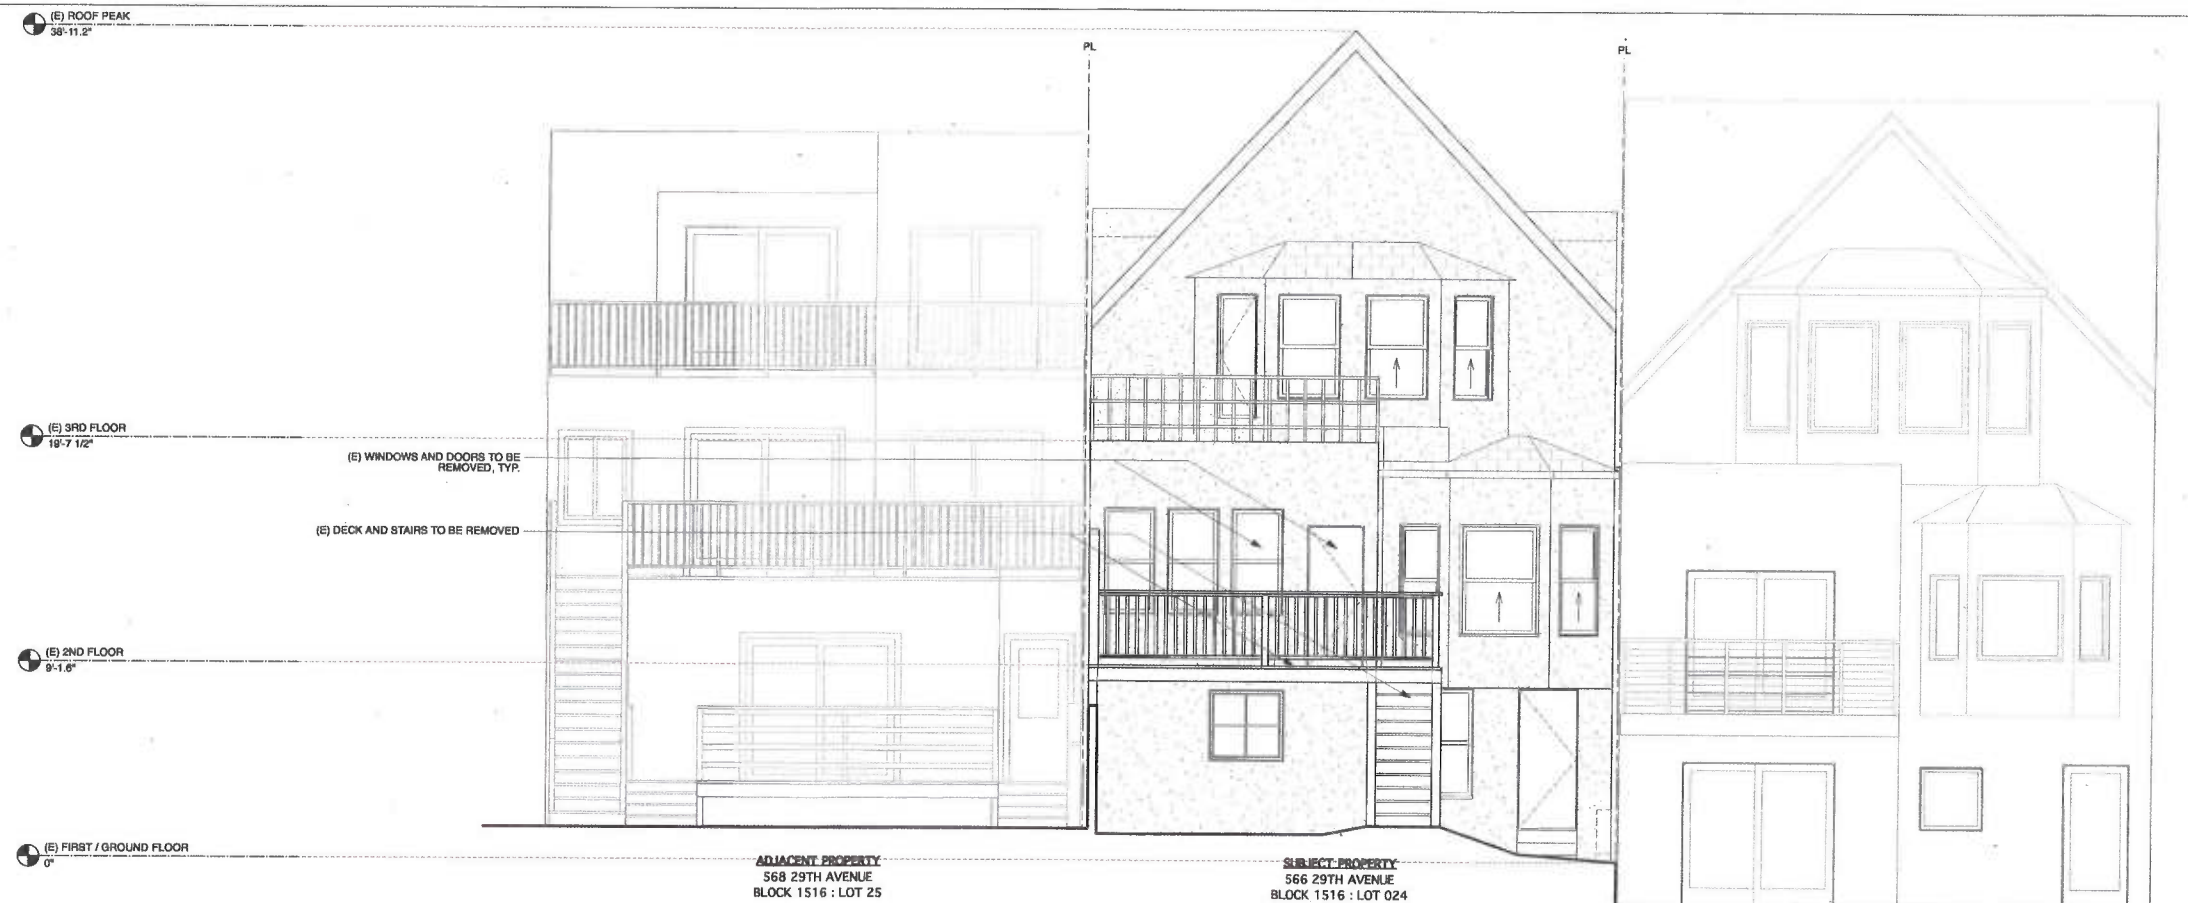 (E) ROOF PEAK
38'-11.2"
PL
PL
(E) 3RD FLOOR
19'-7 1/2"
(E) WINDOWS AND DOORS TO BE
REMOVED, TYP.
(E) DECK AND STAIRS TO BE REMOVED
(E) 2ND FLOOR
9'-1.6"
(E) FIRST / GROUND FLOOR
0"
ADJACENT PROPERTY
568 29TH AVENUE
BLOCK 1516 : LOT 25
SUBJECT PROPERTY
566 29TH AVENUE
BLOCK 1516 : LOT 024